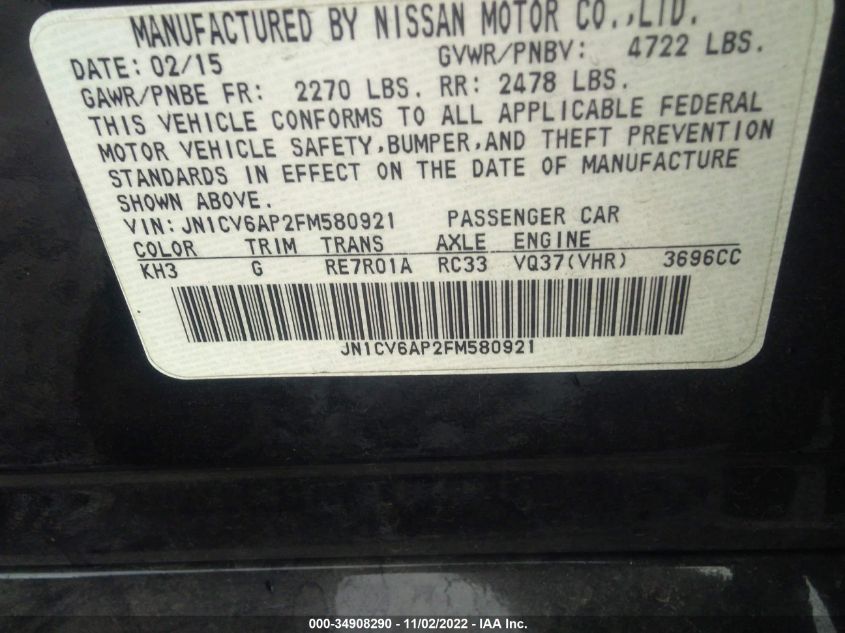 MANUFACTURED BY NISSAN MOTOR CO.,LTD.
DATE: 02/15 GVWR/PNBV: 4722 LBS.
GAWR/PNBE FR: 2270 LBS. RR: 2478 LBS.
THIS VEHICLE CONFORMS TO ALL APPLICABLE FEDERAL
MOTOR VEHICLE SAFETY,BUMPER,AND THEFT PREVENTION
STANDARDS IN EFFECT ON THE DATE OF MANUFACTURE
SHOWN ABOVE.
VIN:JN1CV6AP2FM580921 PASSENGER CAR
COLOR TRIM TRANS AXLE ENGINE
KH3 G RE7R01A RC33 VQ37(VHR) 3696CC
JN1CV6AP2FM580921
000-34908290 - 11/02/2022 - IAA Inc.